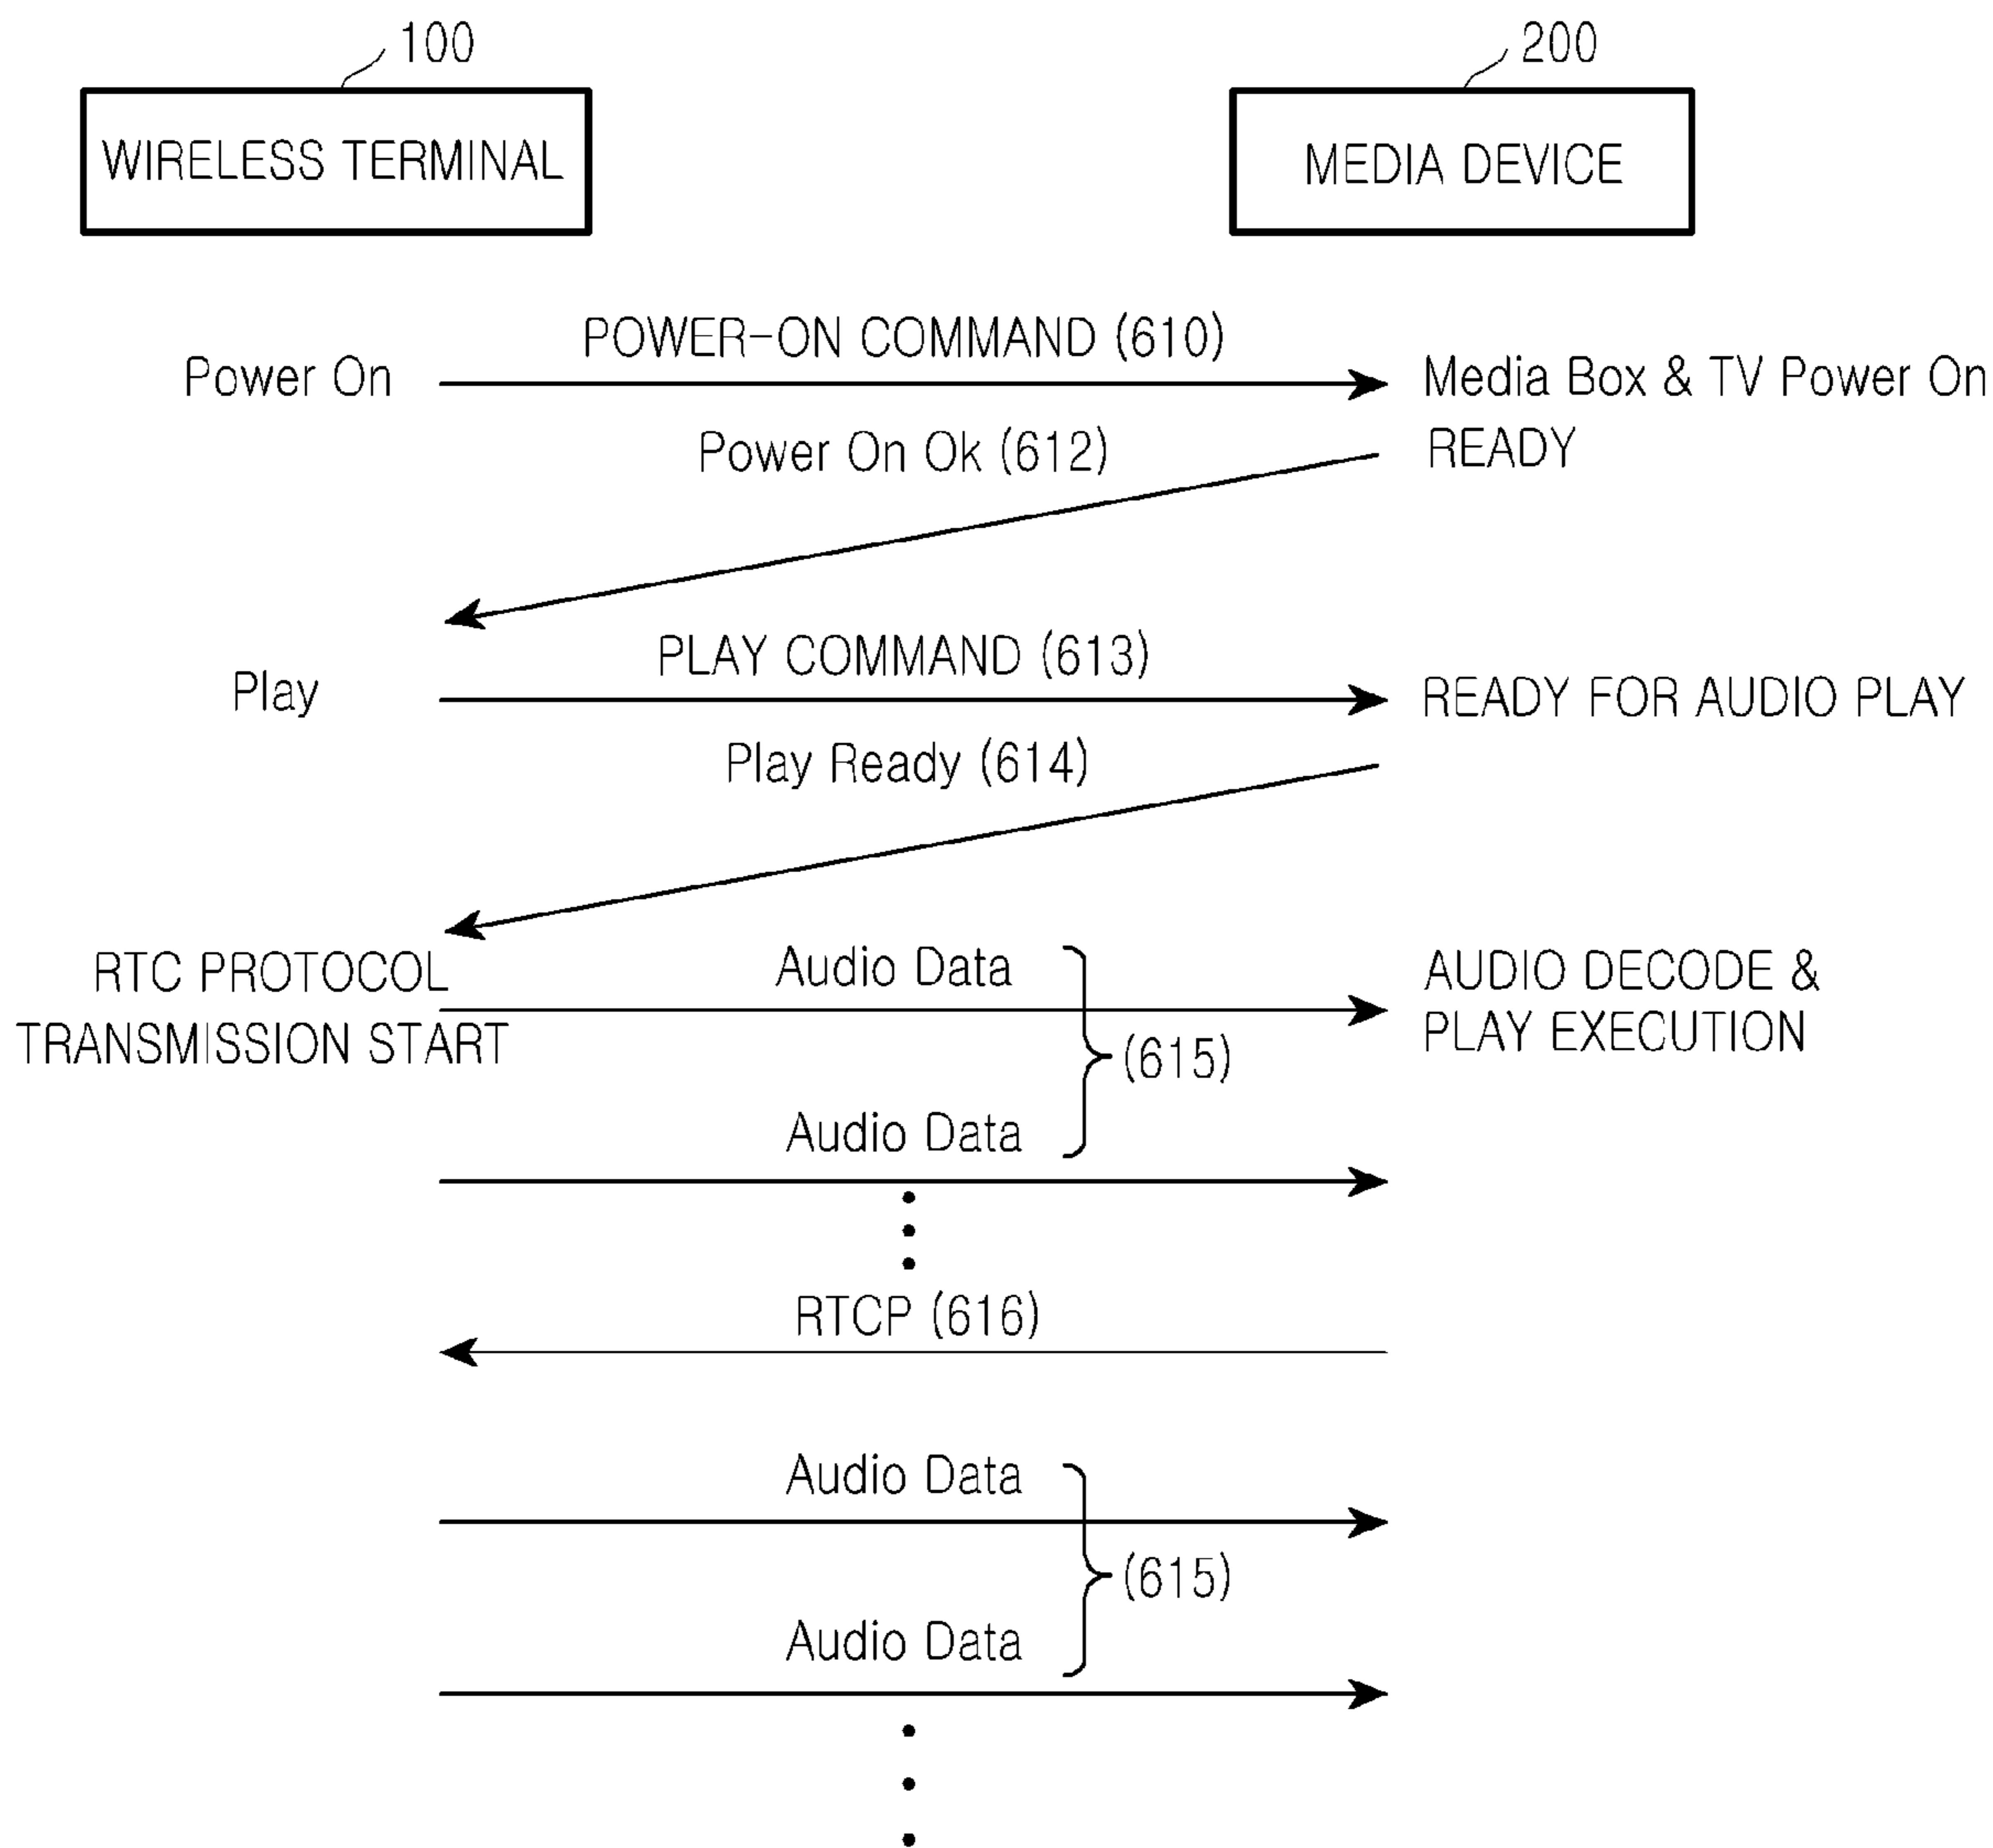 100
200
WIRELESS TERMINAL
MEDIA DEVICE
POWER-ON COMMAND (610)
Power On
Media Box & TV Power On
Power On Ok (612)
READY
PLAY COMMAND (613)
Play
READY FOR AUDIO PLAY
Play Ready (614)
RTC PROTOCOL
TRANSMISSION START
Audio Data
AUDIO DECODE &
PLAY EXECUTION
(615)
Audio Data
RTCP (616)
Audio Data
(615)
Audio Data